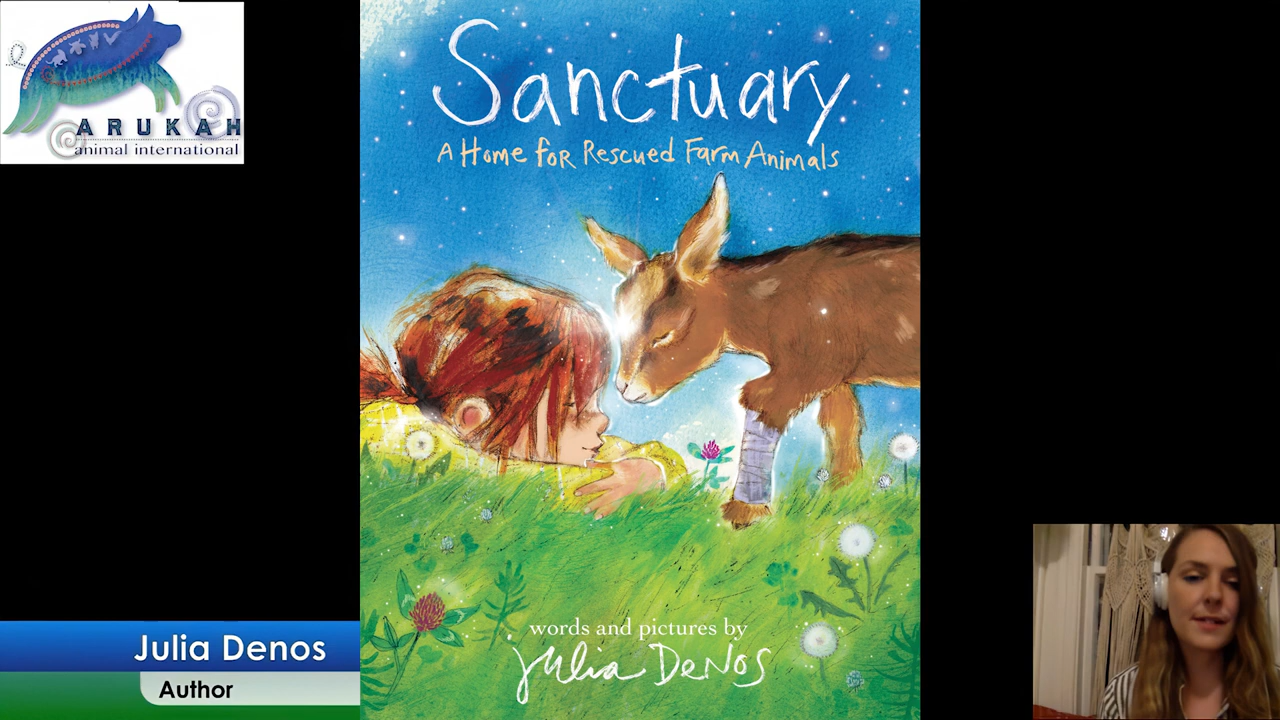 ARUKAH
animal international
Sanctuary
A Home for Rescued Farm Animals
words and pictures by
Julia Denos
Julia Denos
Author